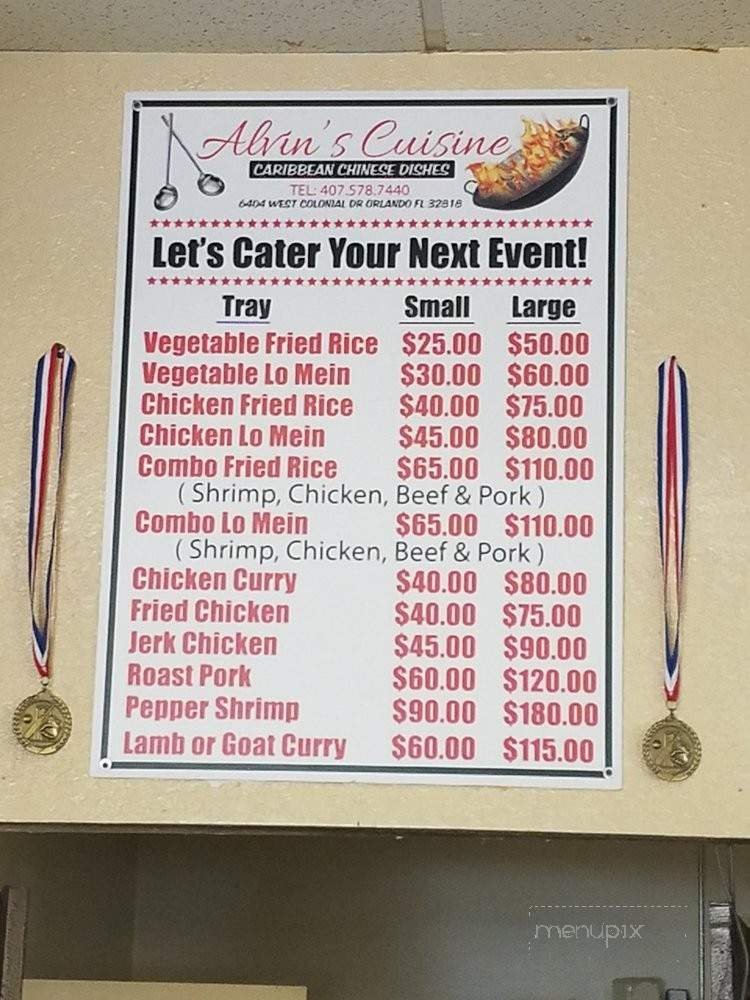 Alvin's Cuisine
CARIBBEAN CHINESE DISHES
TEL: 407.578.7440
6404 WEST COLONIAL DR ORLANDO FL 32818
Let's Cater Your Next Event!
Tray Small Large
Vegetable Fried Rice $25.00 $50.00
Vegetable Lo Mein $30.00 $60.00
Chicken Fried Rice $40.00 $75.00
Chicken Lo Mein $45.00 $80.00
Combo Fried Rice $65.00 $110.00
( Shrimp, Chicken, Beef & Pork )
Combo Lo Mein $65.00 $110.00
( Shrimp, Chicken, Beef & Pork )
Chicken Curry $40.00 $80.00
Fried Chicken $40.00 $75.00
Jerk Chicken $45.00 $90.00
Roast Pork $60.00 $120.00
Pepper Shrimp $90.00 $180.00
Lamb or Goat Curry $60.00 $115.00
menupix